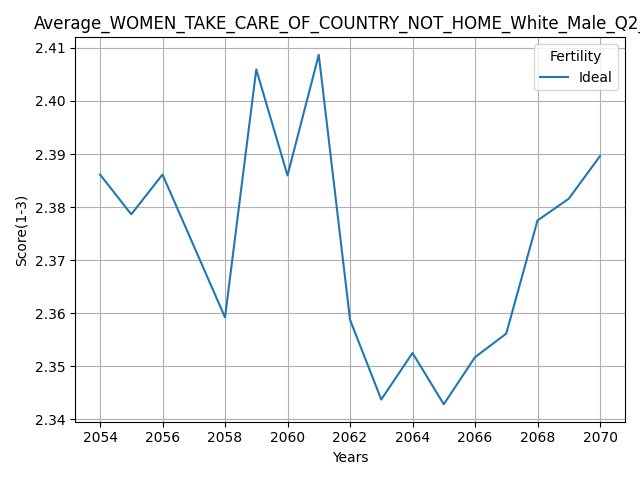 Average_WOMEN_TAKE_CARE_OF_COUNTRY_NOT_HOME_White_Male_Q2_
Fertility
Ideal
Score(1-3)
2.41
2.40
2.39
2.38
2.37
2.36
2.35
2.34
2054 2056 2058 2060 2062 2064 2066 2068 2070
Years